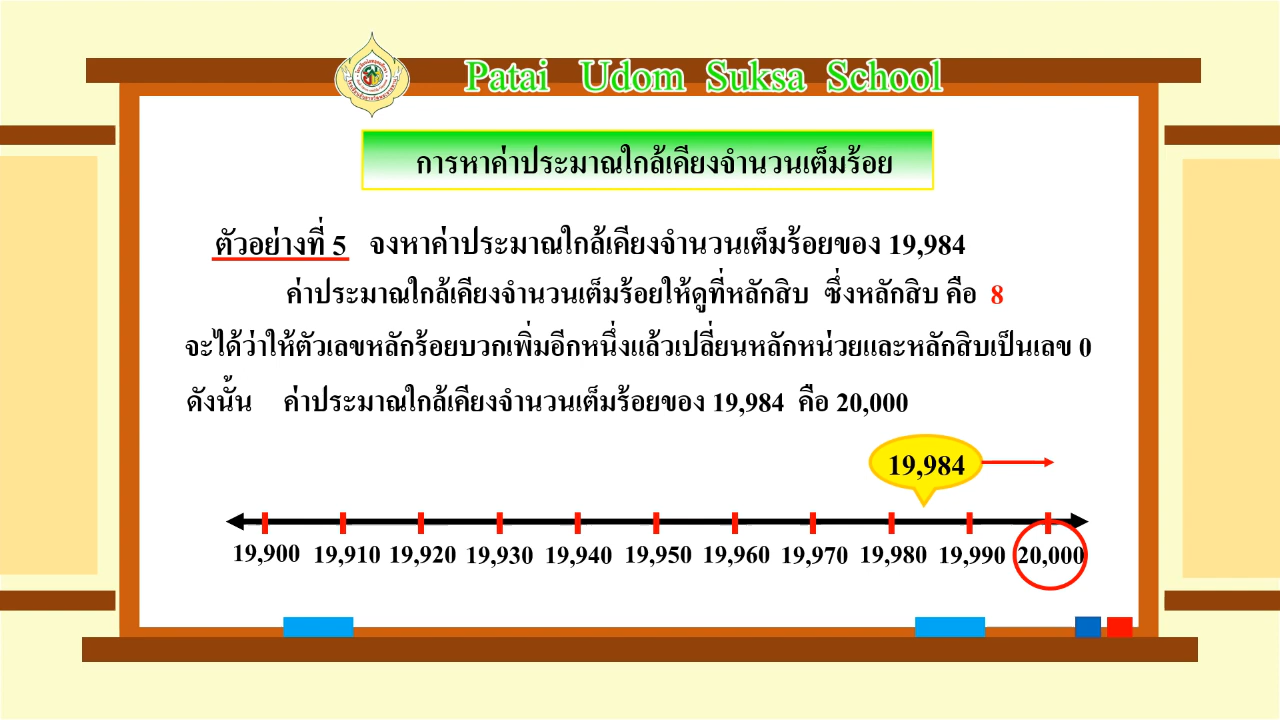 Patai Udom Suksa School
การหาค่าประมาณใกล้เคียงจำนวนเต็มร้อย
ตัวอย่างที่ 5 จงหาค่าประมาณใกล้เคียงจำนวนเต็มร้อยของ 19,984
ค่าประมาณใกล้เคียงจำนวนเต็มร้อยให้ดูที่หลักสิบ ซึ่งหลักสิบ คือ 8
จะได้ว่าให้ตัวเลขหลักร้อยบวกเพิ่มอีกหนึ่งแล้วเปลี่ยนหลักหน่วยและหลักสิบเป็นเลข 0
ดังนั้น ค่าประมาณใกล้เคียงจำนวนเต็มร้อยของ 19,984 คือ 20,000
19,984
19,900 19,910 19,920 19,930 19,940 19,950 19,960 19,970 19,980 19,990 20,000